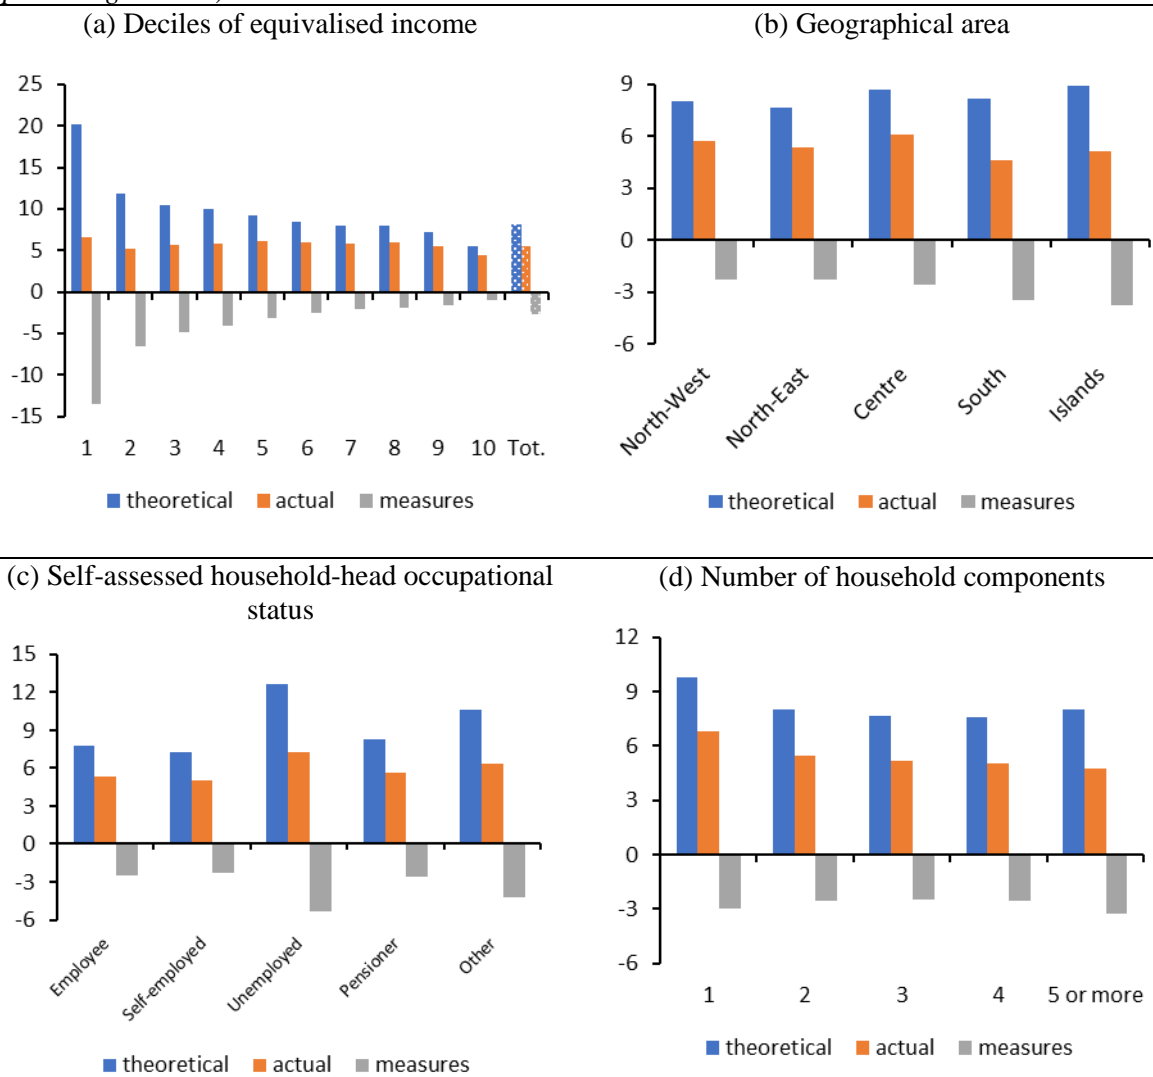 (a) Deciles of equivalised income
25
20
15
10
5
0
-5
-10
-15
1 2 3 4 5 6 7 8 9 10 Tot.
theoretical actual measures
(b) Geographical area
9
6
3
0
-3
-6
North-West North-East Centre South Islands
theoretical actual measures
(c) Self-assessed household-head occupational
status
15
12
9
6
3
0
-3
-6
Employee Self-employed Unemployed Pensioner Other
theoretical actual measures
(d) Number of household components
12
9
6
3
0
-3
-6
1 2 3 4 5 or more
theoretical actual measures